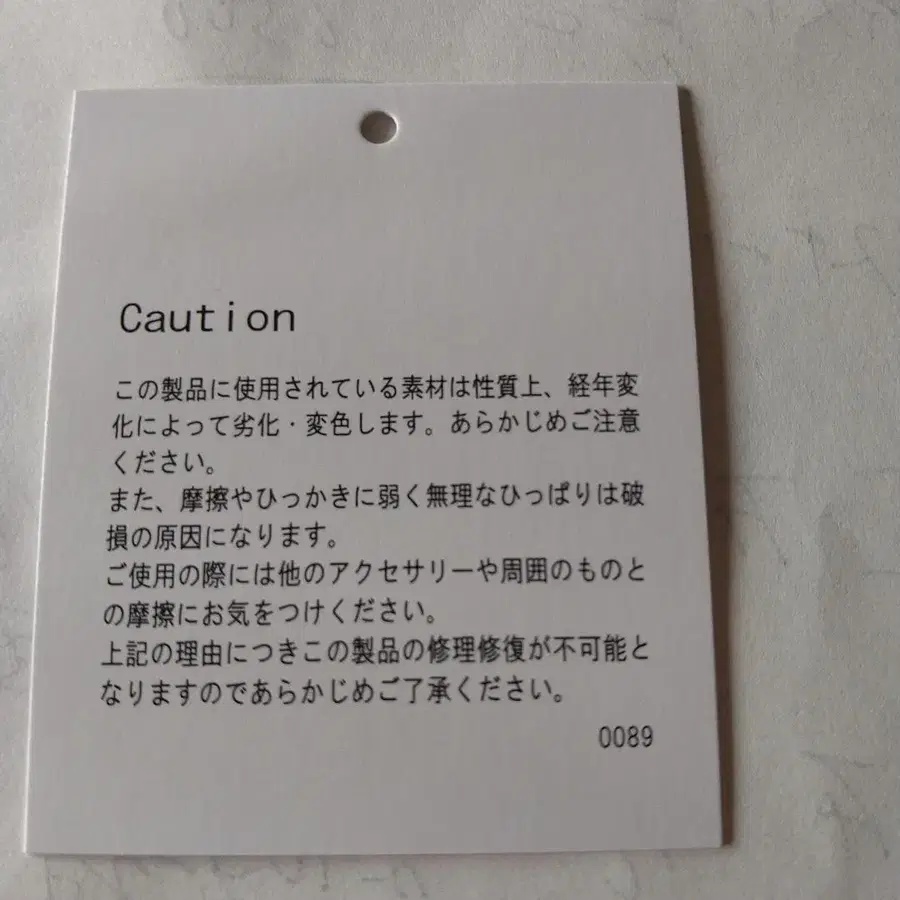 Caution
この製品に使用されている素材は性質上、経年変
化によって劣化・変色します。あらかじめご注意
ください。
また、摩擦やひっかきに弱く無理なひっぱりは破
損の原因になります。
ご使用の際には他のアクセサリーや周囲のものと
の摩擦にお気をつけください。
上記の理由につきこの製品の修理修復が不可能と
なりますのであらかじめご了承ください。
0089